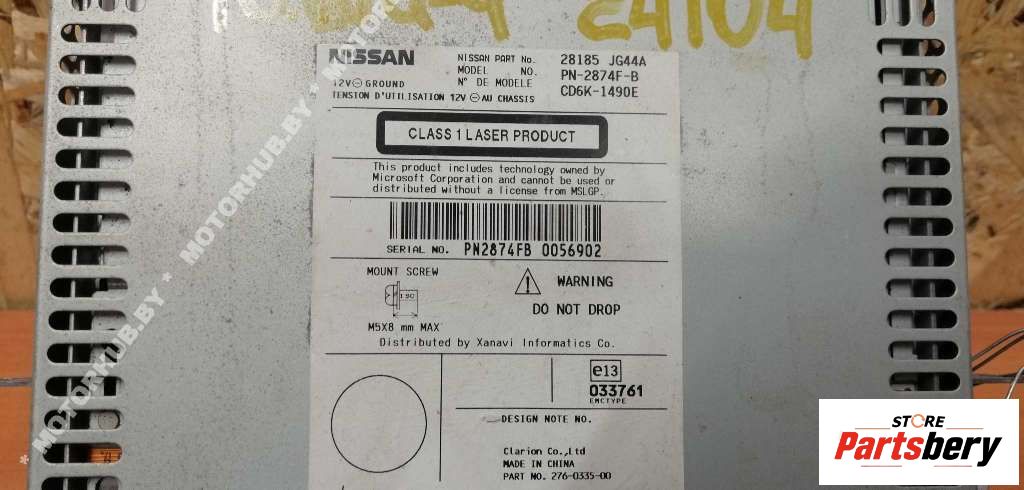 24104
NISSAN
NISSAN PART No. 28185 JG44A
MODEL NO. PN-2874F-B
N° DE MODELE CD6K-1490E
12V⊖GROUND
TENSION D'UTILISATION 12V ⊖ AU CHASSIS
CLASS 1 LASER PRODUCT
This product includes technology owned by
Microsoft Corporation and cannot be used or
distributed without a license from MSLGP.
SERIAL NO. PN2874FB 0056902
MOUNT SCREW
M5X8 mm MAX
WARNING
DO NOT DROP
Distributed by Xanavi Informatics Co.
e13
033761
EMCTYPE
DESIGN NOTE NO.
Clarion Co.,Ltd
MADE IN CHINA
PART NO. 276-0335-00
* MOTORHUB.BY * MOTORHUB.BY * MOTORHUB.BY
STORE
Partsbery